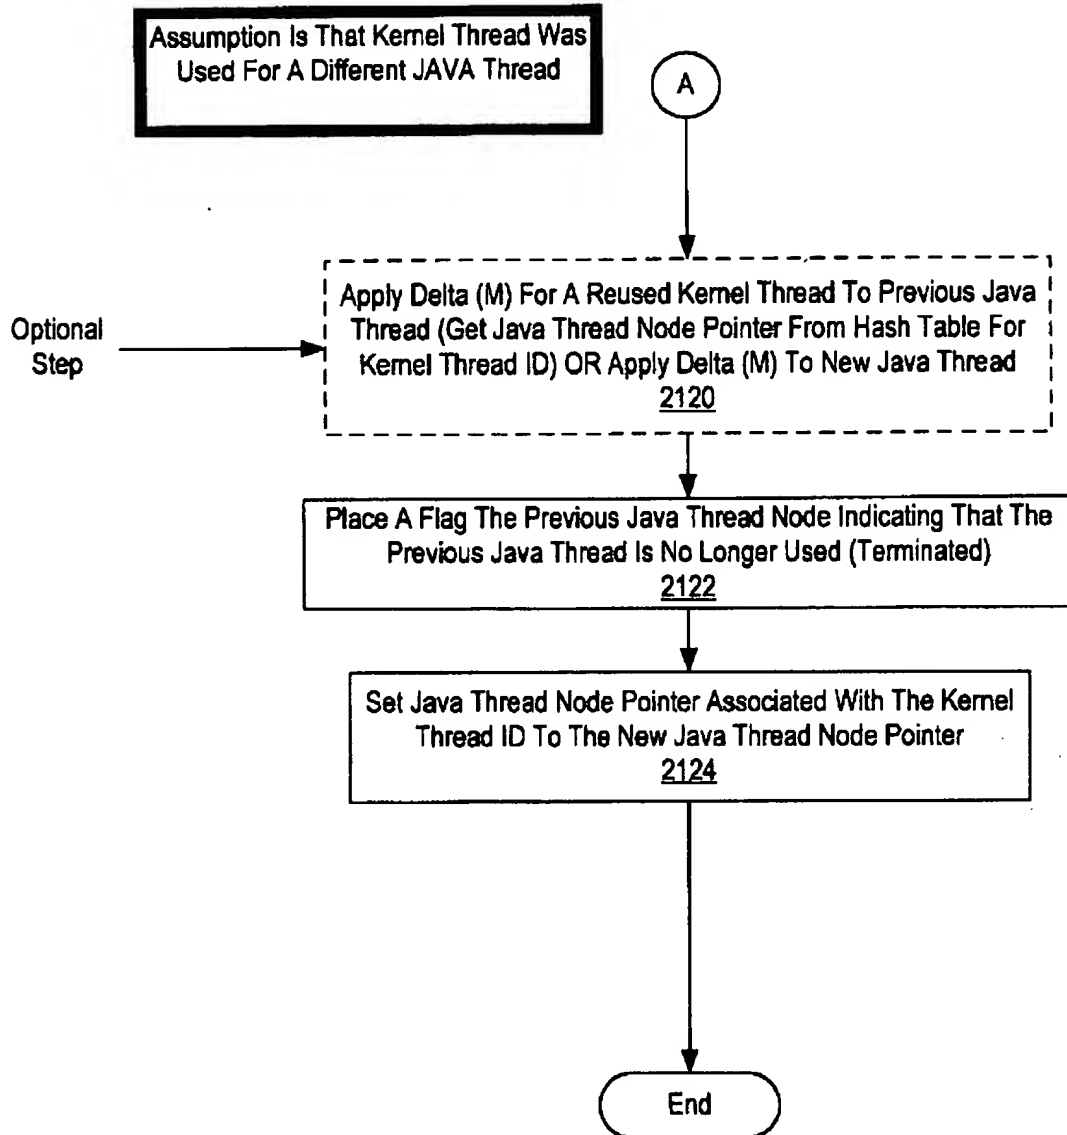 Assumption Is That Kernel Thread Was
Used For A Different JAVA Thread
A
Optional
Step
Apply Delta (M) For A Reused Kernel Thread To Previous Java
Thread (Get Java Thread Node Pointer From Hash Table For
Kernel Thread ID) OR Apply Delta (M) To New Java Thread
2120
Place A Flag The Previous Java Thread Node Indicating That The
Previous Java Thread Is No Longer Used (Terminated)
2122
Set Java Thread Node Pointer Associated With The Kernel
Thread ID To The New Java Thread Node Pointer
2124
End